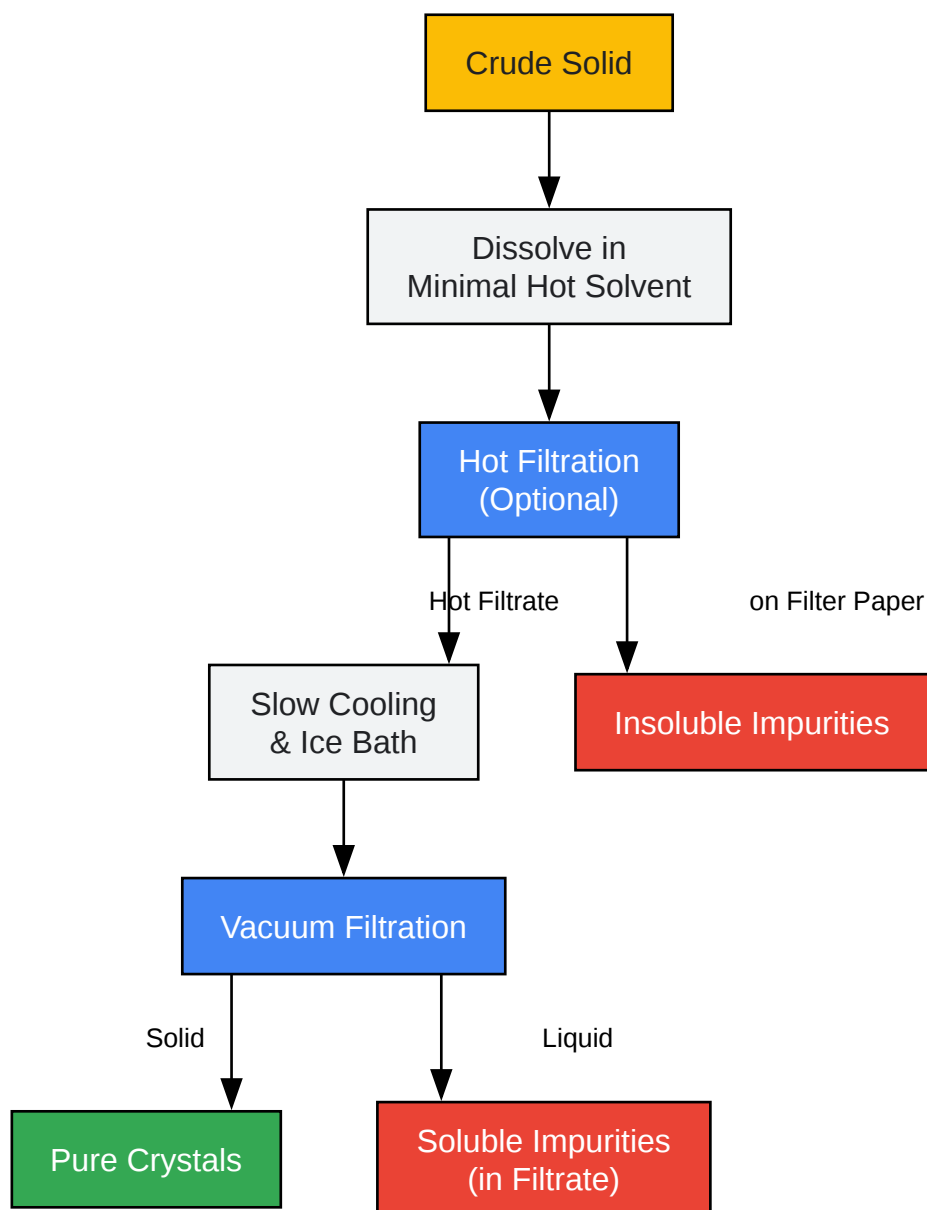 Crude Solid
Dissolve in
Minimal Hot Solvent
Hot Filtration
(Optional)
Hot Filtrate
on Filter Paper
Slow Cooling
& Ice Bath
Insoluble Impurities
Vacuum Filtration
Solid
Liquid
Pure Crystals
Soluble Impurities
(in Filtrate)